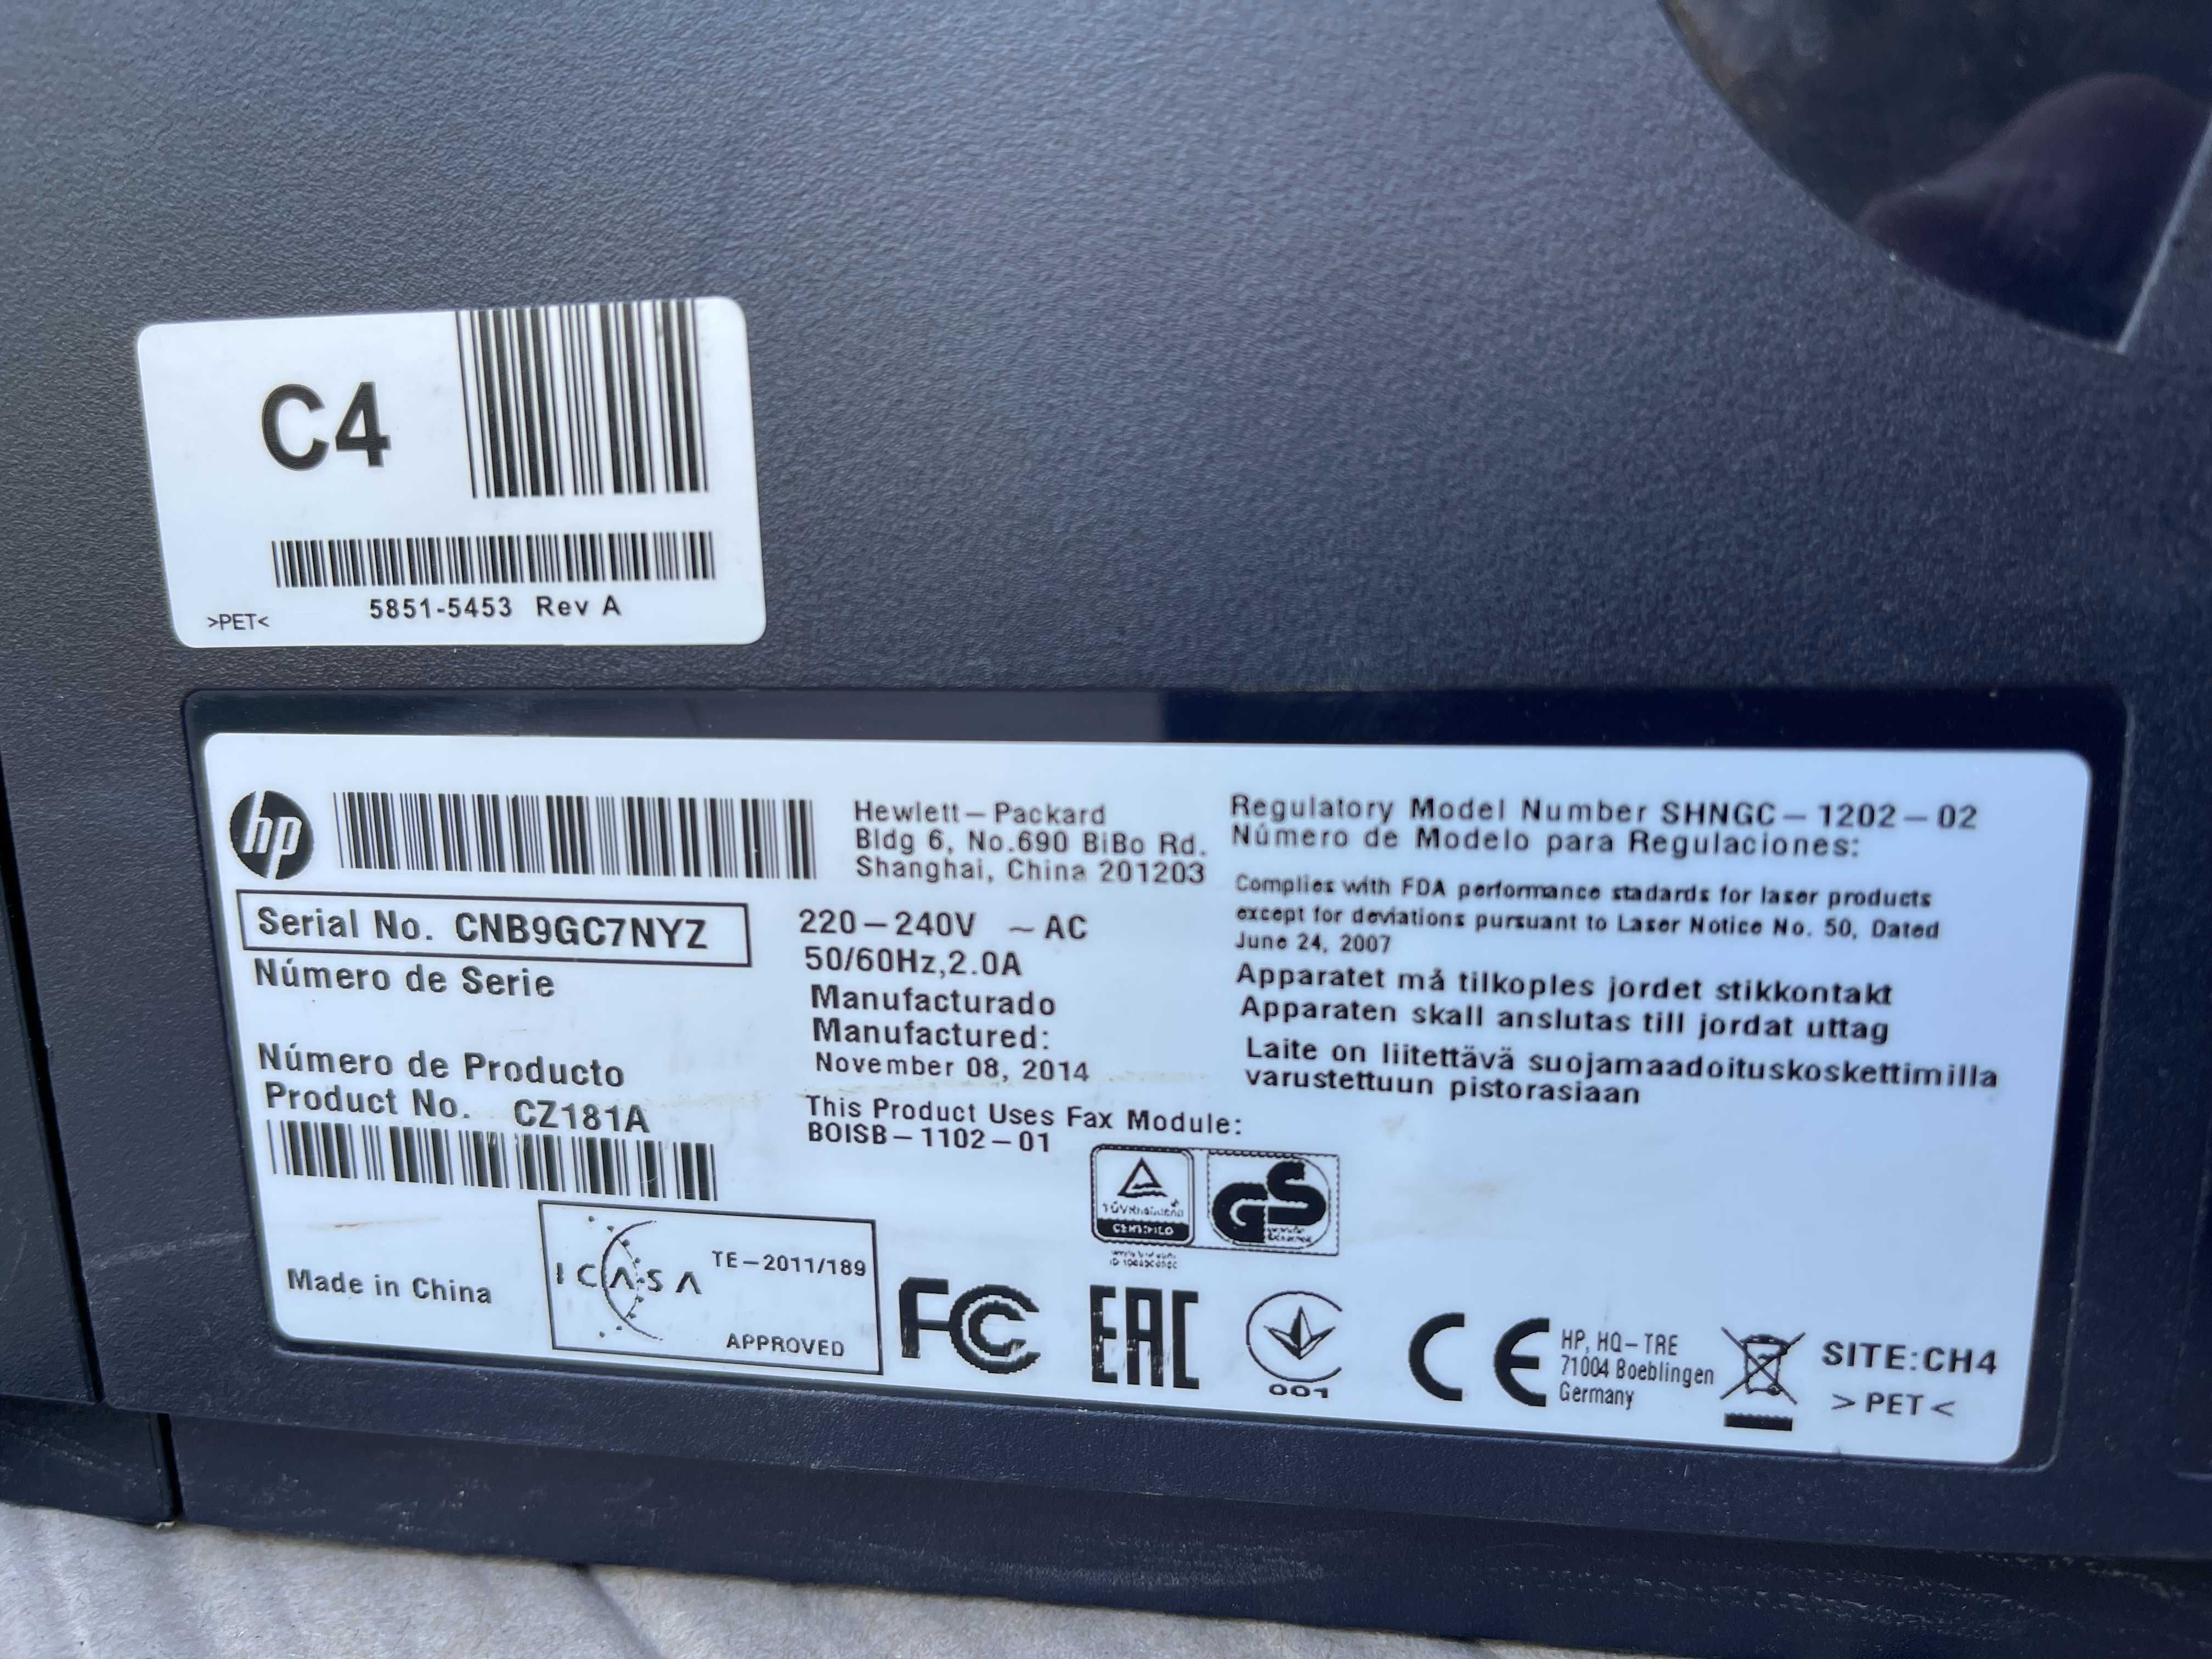 C4
5851-5453 Rev A
>PET<
hp
Hewlett-Packard
Bldg 6, No.690 BiBo Rd.
Shanghai, China 201203
Regulatory Model Number SHNGC-1202-02
Número de Modelo para Regulaciones:
Serial No. CNB9GC7NYZ
Número de Serie
220-240V ~ AC
50/60Hz,2.0A
Manufacturado
Manufactured:
November 08, 2014
Complies with FDA performance stadards for laser products
except for deviations pursuant to Laser Notice No. 50, Dated
June 24, 2007
Apparatet må tilkoples jordet stikkontakt
Apparaten skall anslutas till jordat uttag
Laite on liitettävä suojamaadoituskoskettimilla
varustettuun pistorasiaan
Número de Producto
Product No. CZ181A
This Product Uses Fax Module:
BOISB-1102-01
TÜVRheinland
CERTIFIED
GS
Made in China
ICASA
TE-2011/189
APPROVED
FC
EAC
001
CE
HP, HQ-TRE
71004 Boeblingen
Germany
SITE:CH4
>PET<